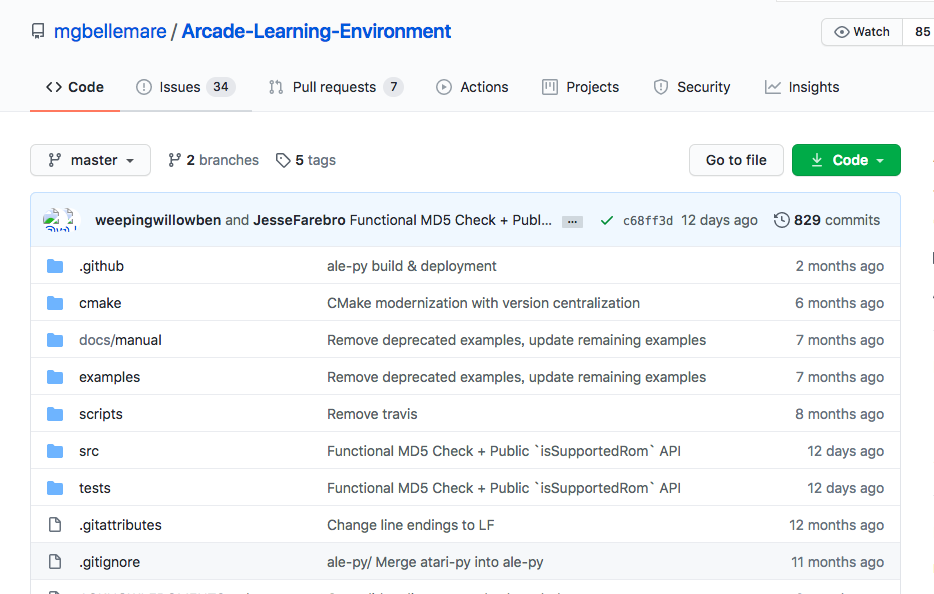 mgbellemare / Arcade-Learning-Environment Watch 85
Code Issues 34 Pull requests 7 Actions Projects Security Insights
master 2 branches 5 tags Go to file Code
weepingwillowben and JesseFarebro Functional MD5 Check + Publ... ... c68ff3d 12 days ago 829 commits
.github ale-py build & deployment 2 months ago
cmake CMake modernization with version centralization 6 months ago
docs/manual Remove deprecated examples, update remaining examples 7 months ago
examples Remove deprecated examples, update remaining examples 7 months ago
scripts Remove travis 8 months ago
src Functional MD5 Check + Public `isSupportedRom` API 12 days ago
tests Functional MD5 Check + Public `isSupportedRom` API 12 days ago
.gitattributes Change line endings to LF 12 months ago
.gitignore ale-py/ Merge atari-py into ale-py 11 months ago